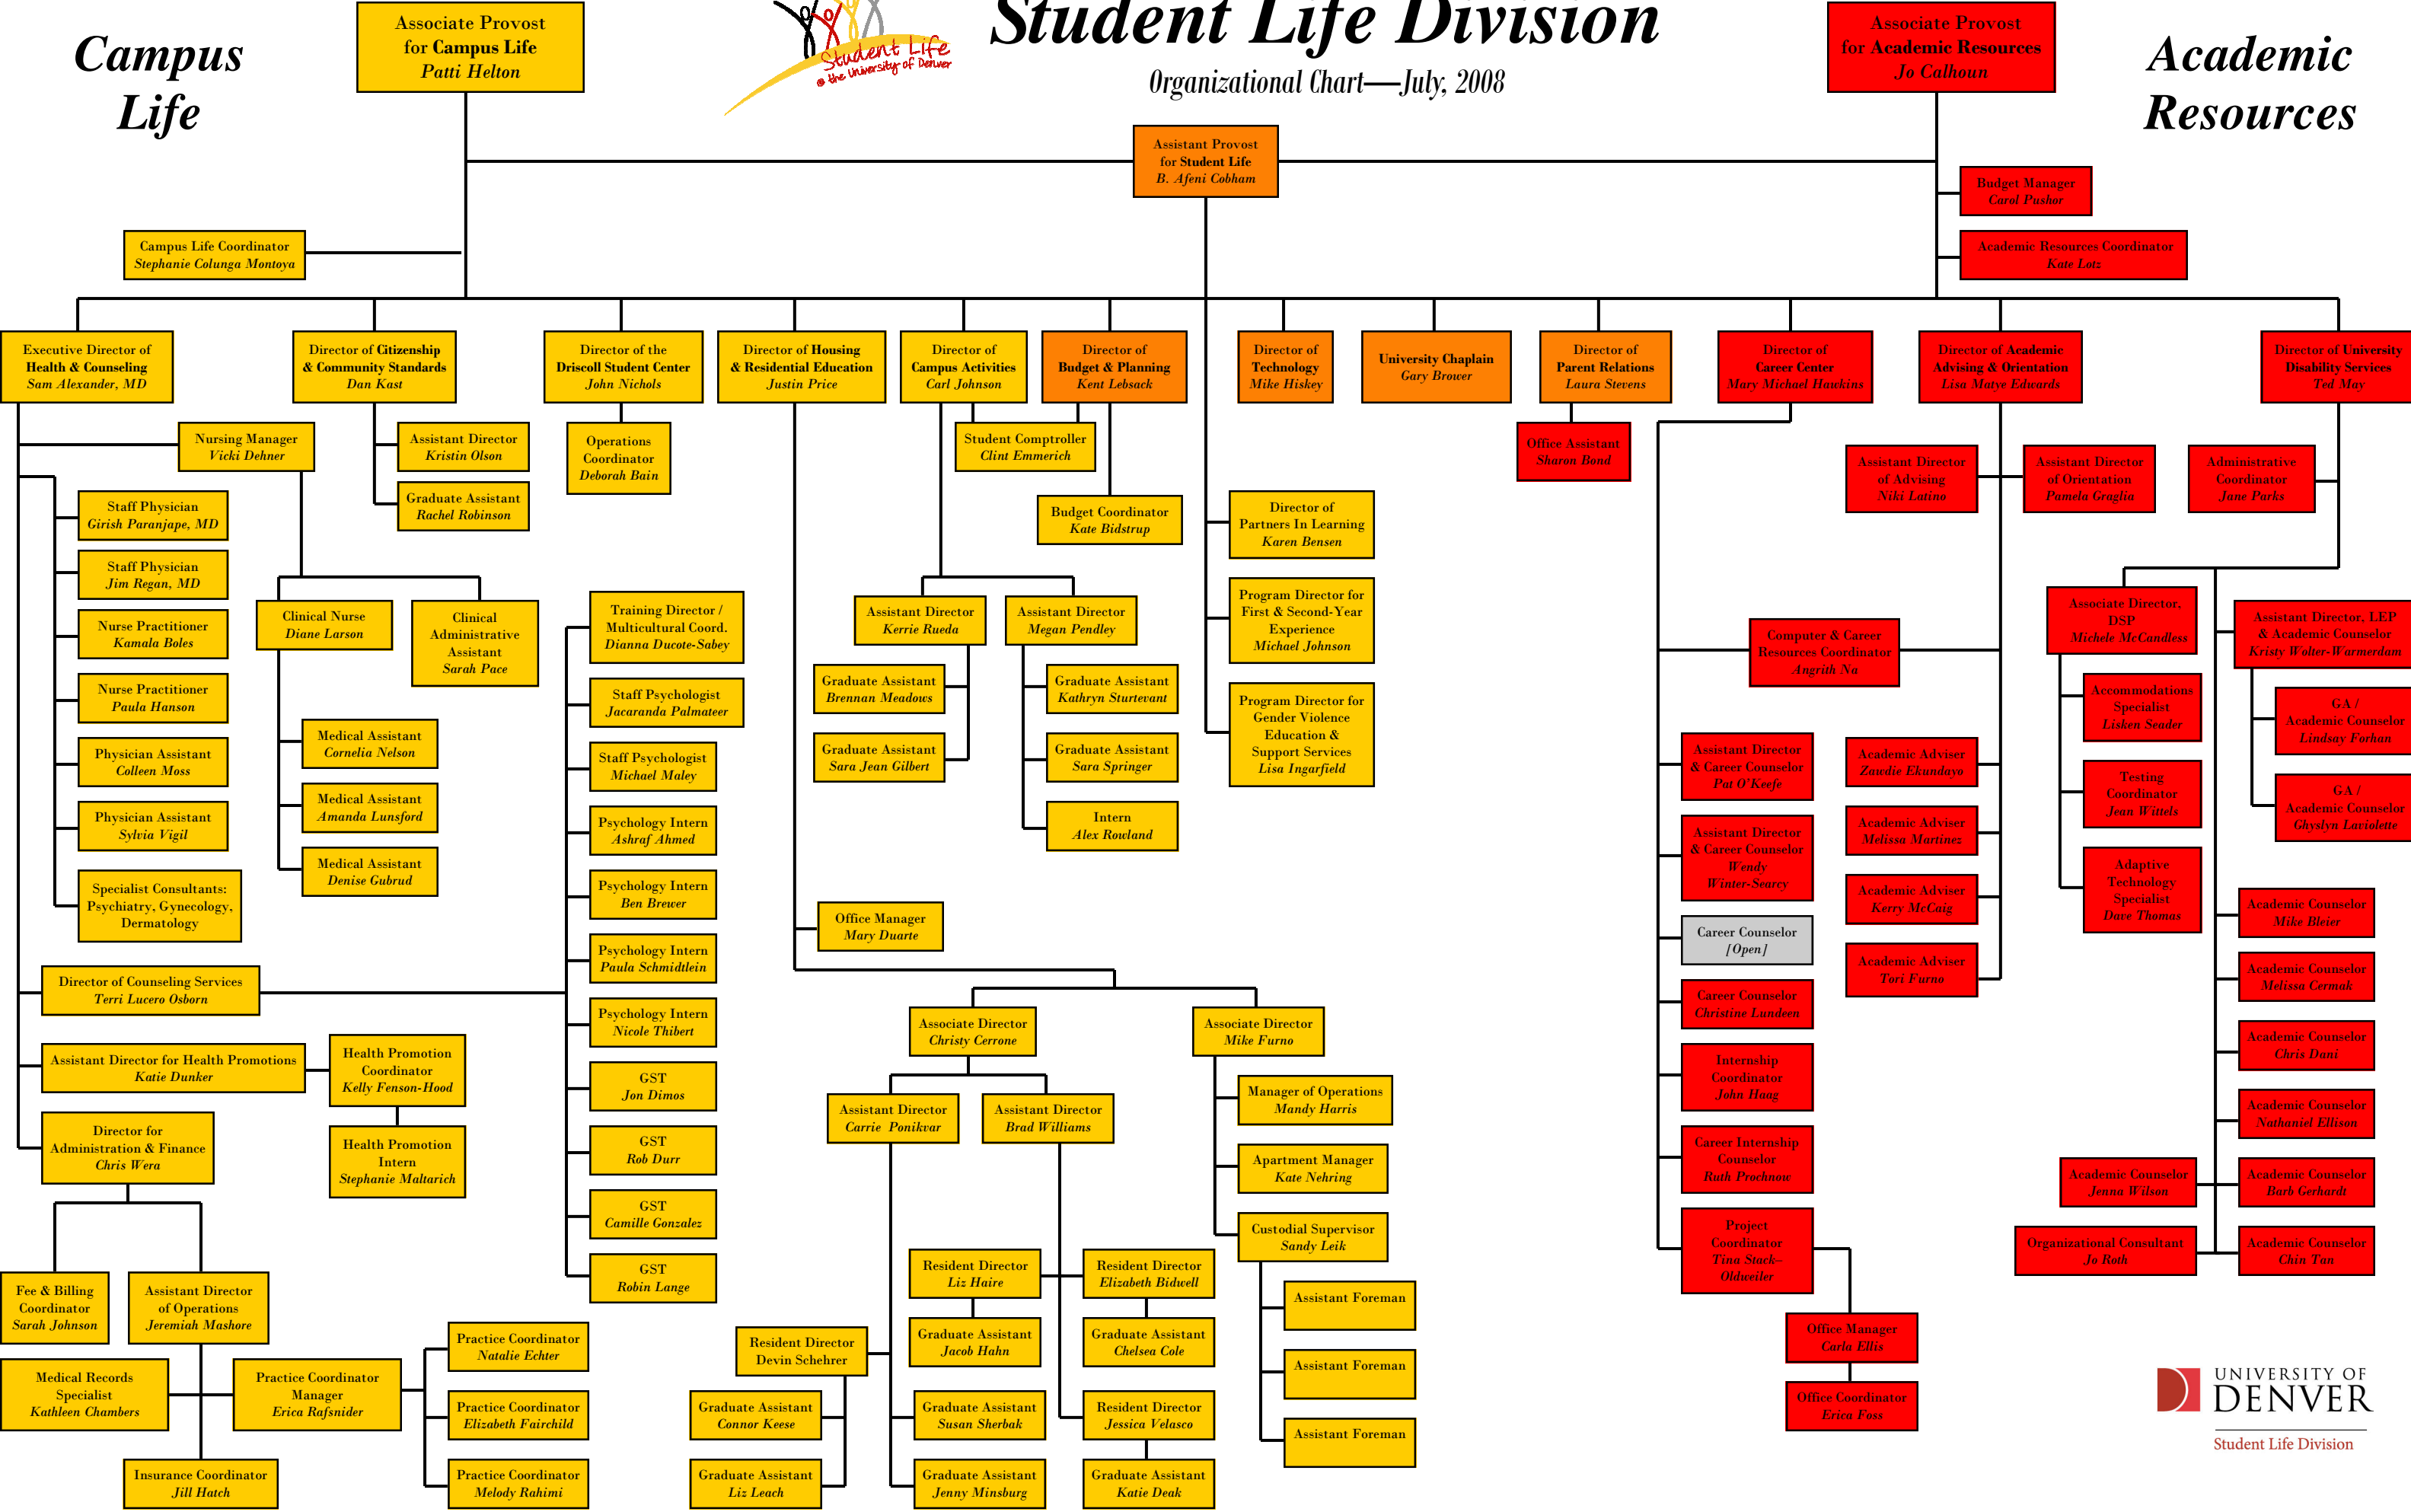 Campus
Life
Associate Provost
for Campus Life
Patti Helton
Student Life
@ the University of Denver
Student Life Division
Organizational Chart—July, 2008
Associate Provost
for Academic Resources
Jo Calhoun
Academic
Resources
Assistant Provost
for Student Life
B. Afeni Cobham
Budget Manager
Carol Pushor
Academic Resources Coordinator
Kate Lotz
Campus Life Coordinator
Stephanie Colunga Montoya
Executive Director of
Health & Counseling
Sam Alexander, MD
Director of Citizenship
& Community Standards
Dan Kast
Director of the
Driscoll Student Center
John Nichols
Director of Housing
& Residential Education
Justin Price
Director of
Campus Activities
Carl Johnson
Director of
Budget & Planning
Kent Lebsack
Director of
Technology
Mike Hiskey
University Chaplain
Gary Brower
Director of
Parent Relations
Laura Stevens
Director of
Career Center
Mary Michael Hawkins
Director of Academic
Advising & Orientation
Lisa Matye Edwards
Director of University
Disability Services
Ted May
Nursing Manager
Vicki Dehner
Assistant Director
Kristin Olson
Graduate Assistant
Rachel Robinson
Operations
Coordinator
Deborah Bain
Student Comptroller
Clint Emmerich
Budget Coordinator
Kate Bidstrup
Office Assistant
Sharon Bond
Assistant Director
of Advising
Niki Latino
Assistant Director
of Orientation
Pamela Graglia
Administrative
Coordinator
Jane Parks
Staff Physician
Girish Paranjape, MD
Staff Physician
Jim Regan, MD
Nurse Practitioner
Kamala Boles
Nurse Practitioner
Paula Hanson
Physician Assistant
Colleen Moss
Physician Assistant
Sylvia Vigil
Specialist Consultants:
Psychiatry, Gynecology,
Dermatology
Clinical Nurse
Diane Larson
Clinical
Administrative
Assistant
Sarah Pace
Medical Assistant
Cornelia Nelson
Medical Assistant
Amanda Lunsford
Medical Assistant
Denise Gubrud
Training Director /
Multicultural Coord.
Dianna Ducote-Sabey
Staff Psychologist
Jacaranda Palmateer
Staff Psychologist
Michael Maley
Psychology Intern
Ashraf Ahmed
Psychology Intern
Ben Brewer
Psychology Intern
Paula Schmidtlein
Psychology Intern
Nicole Thibert
GST
Jon Dimos
GST
Rob Durr
GST
Camille Gonzalez
GST
Robin Lange
Assistant Director
Kerrie Rueda
Assistant Director
Megan Pendley
Graduate Assistant
Brennan Meadows
Graduate Assistant
Sara Jean Gilbert
Graduate Assistant
Kathryn Sturtevant
Graduate Assistant
Sara Springer
Intern
Alex Rowland
Director of
Partners In Learning
Karen Bensen
Program Director for
First & Second-Year
Experience
Michael Johnson
Program Director for
Gender Violence
Education &
Support Services
Lisa Ingarfield
Computer & Career
Resources Coordinator
Angrith Na
Assistant Director
& Career Counselor
Pat O'Keefe
Assistant Director
& Career Counselor
Wendy
Winter-Searcy
Career Counselor
[Open]
Career Counselor
Christine Lundeen
Internship
Coordinator
John Haag
Career Internship
Counselor
Ruth Prochnow
Project
Coordinator
Tina Stack–
Oldweiler
Office Manager
Carla Ellis
Office Coordinator
Erica Foss
Academic Adviser
Zawdie Ekundayo
Academic Adviser
Melissa Martinez
Academic Adviser
Kerry McCaig
Academic Adviser
Tori Furno
Associate Director,
DSP
Michele McCandless
Accommodations
Specialist
Lisken Seader
Testing
Coordinator
Jean Wittels
Adaptive
Technology
Specialist
Dave Thomas
Assistant Director, LEP
& Academic Counselor
Kristy Wolter-Warmerdam
GA /
Academic Counselor
Lindsay Forhan
GA /
Academic Counselor
Ghyslyn Laviolette
Academic Counselor
Mike Bleier
Academic Counselor
Melissa Cermak
Academic Counselor
Chris Dani
Academic Counselor
Nathaniel Ellison
Academic Counselor
Jenna Wilson
Academic Counselor
Barb Gerhardt
Organizational Consultant
Jo Roth
Academic Counselor
Chin Tan
Office Manager
Mary Duarte
Director of Counseling Services
Terri Lucero Osborn
Assistant Director for Health Promotions
Katie Dunker
Health Promotion
Coordinator
Kelly Fenson-Hood
Health Promotion
Intern
Stephanie Maltarich
Director for
Administration & Finance
Chris Wera
Fee & Billing
Coordinator
Sarah Johnson
Assistant Director
of Operations
Jeremiah Mashore
Medical Records
Specialist
Kathleen Chambers
Practice Coordinator
Manager
Erica Rafsnider
Insurance Coordinator
Jill Hatch
Practice Coordinator
Natalie Echter
Practice Coordinator
Elizabeth Fairchild
Practice Coordinator
Melody Rahimi
Associate Director
Christy Cerrone
Associate Director
Mike Furno
Assistant Director
Carrie Ponikvar
Assistant Director
Brad Williams
Manager of Operations
Mandy Harris
Apartment Manager
Kate Nehring
Custodial Supervisor
Sandy Leik
Assistant Foreman
Assistant Foreman
Assistant Foreman
Resident Director
Liz Haire
Resident Director
Elizabeth Bidwell
Graduate Assistant
Jacob Hahn
Graduate Assistant
Chelsea Cole
Resident Director
Devin Schehrer
Graduate Assistant
Connor Keese
Graduate Assistant
Susan Sherbak
Resident Director
Jessica Velasco
Graduate Assistant
Liz Leach
Graduate Assistant
Jenny Minsburg
Graduate Assistant
Katie Deak
UNIVERSITY OF
DENVER
Student Life Division